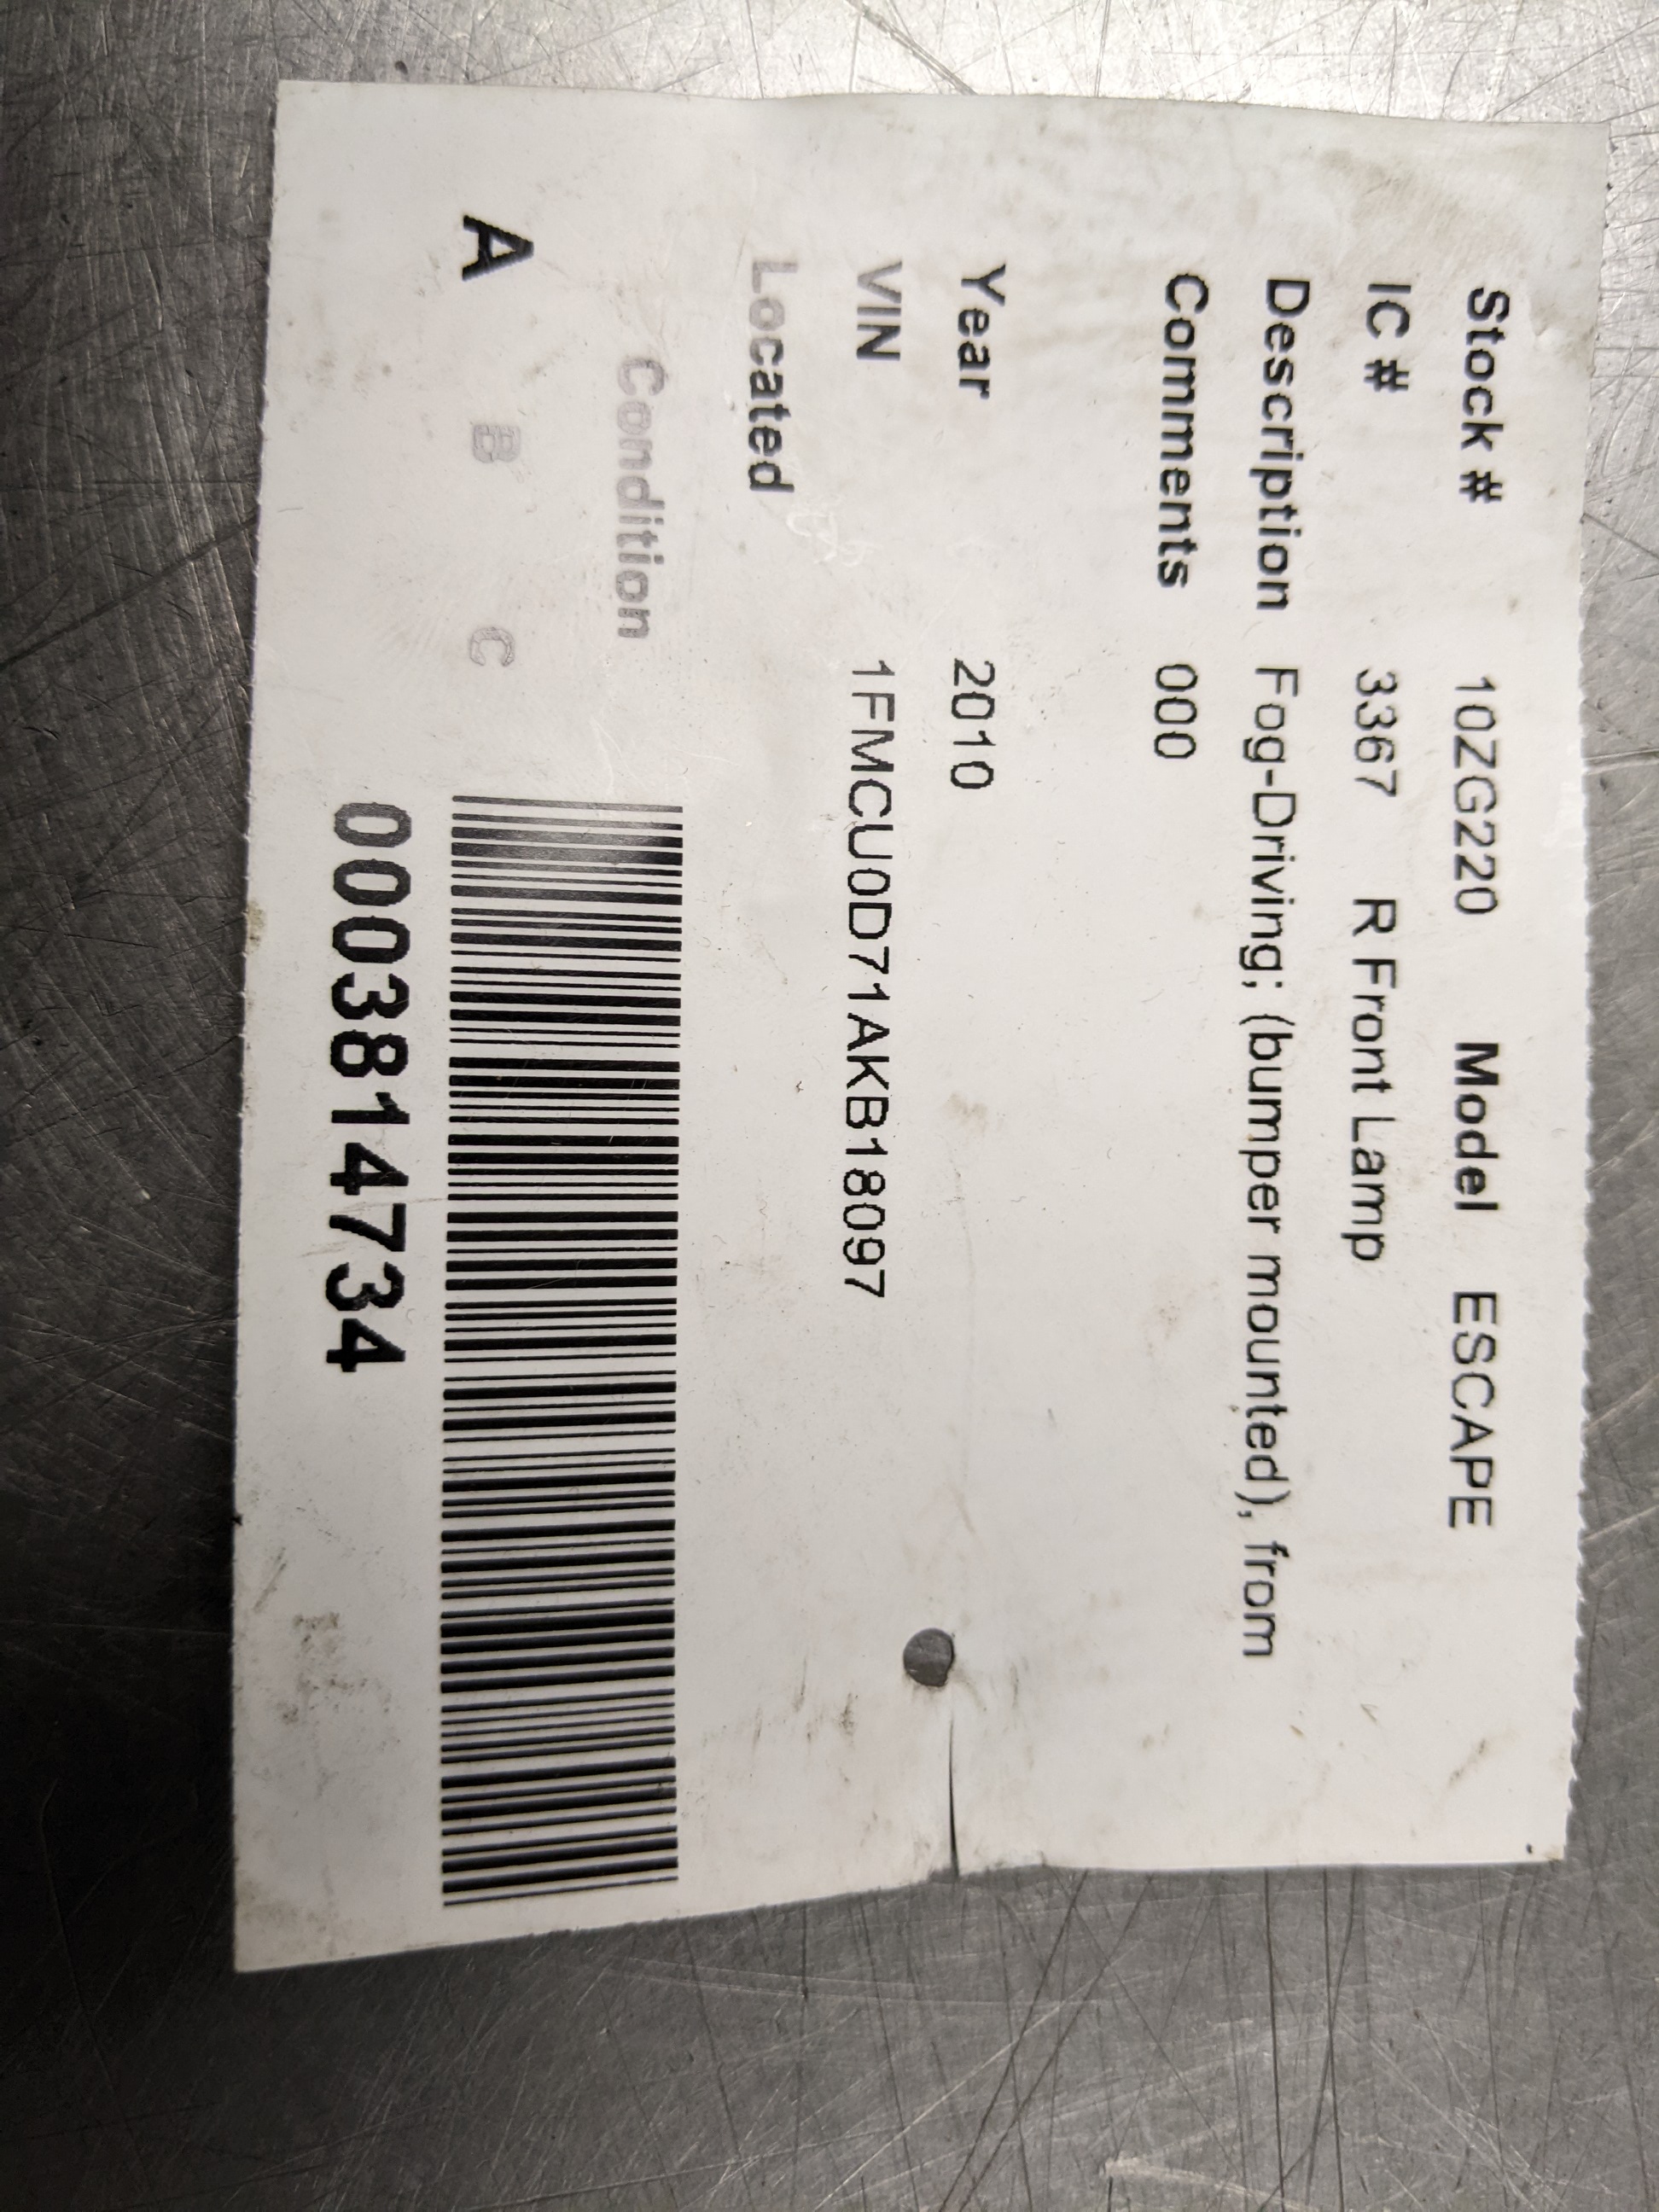 Stock # 10ZG220 Model ESCAPE
IC # 3367 R Front Lamp
Description Fog-Driving; (bumper mounted), from
Comments 000
Year 2010
VIN 1FMCU0D71AKB18097
Located
Condition
A B C
0003814734